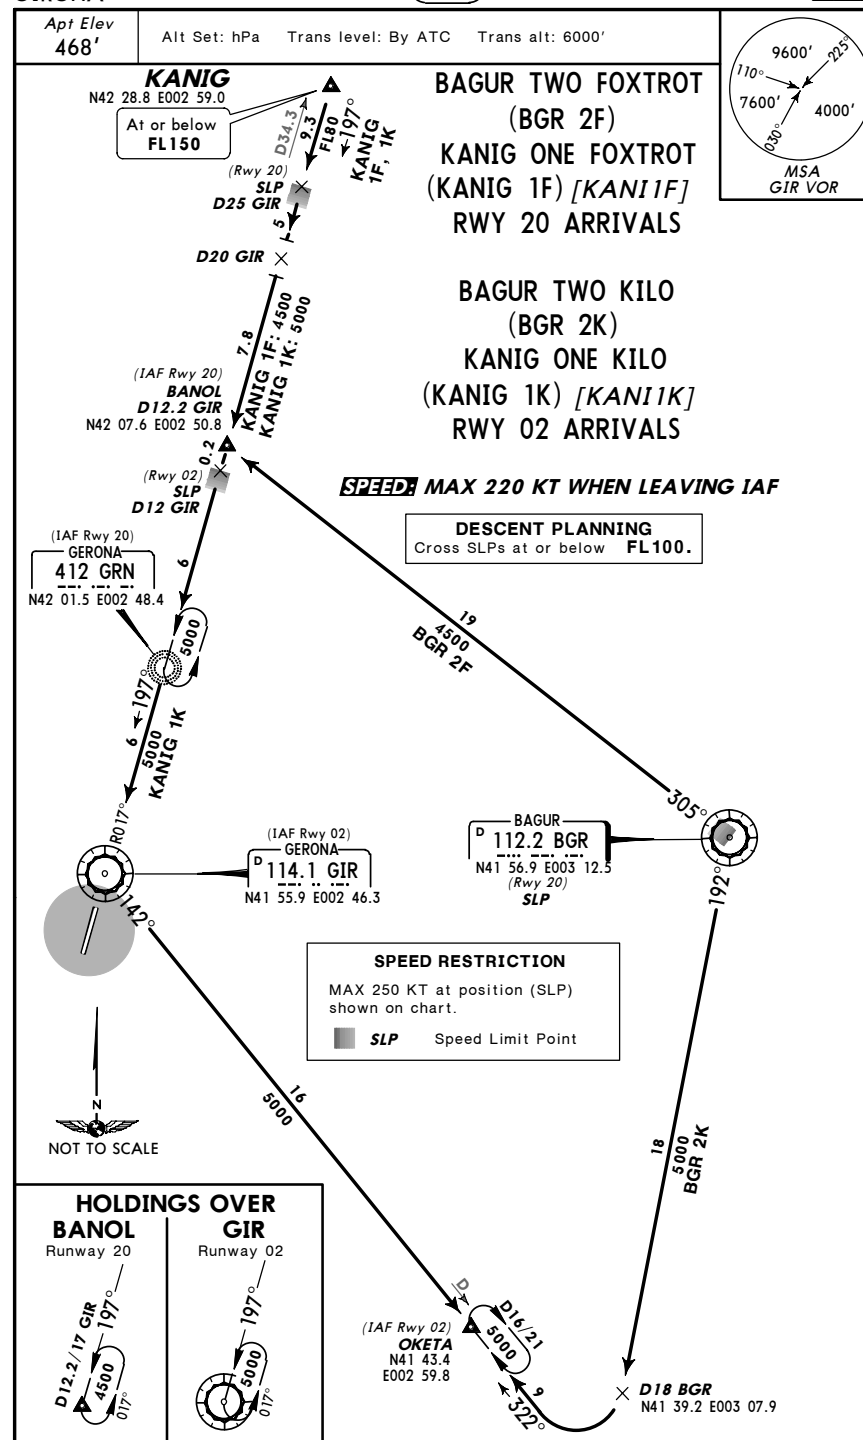 Apt Elev
468'
Alt Set: hPa Trans level: By ATC Trans alt: 6000'
9600'
225°
110°
7600'
4000'
030°
MSA
GIR VOR
BAGUR TWO FOXTROT
(BGR 2F)
KANIG ONE FOXTROT
(KANIG 1F) [KANI1F]
RWY 20 ARRIVALS
BAGUR TWO KILO
(BGR 2K)
KANIG ONE KILO
(KANIG 1K) [KANI1K]
RWY 02 ARRIVALS
KANIG
N42 28.8 E002 59.0
At or below
FL150
D34.3
9.3
FL80
197°
KANIG
1F, 1K
(Rwy 20)
SLP
D25 GIR
5
D20 GIR
7.8
KANIG 1F: 4500
KANIG 1K: 5000
(IAF Rwy 20)
BANOL
D12.2 GIR
N42 07.6 E002 50.8
0.2
(Rwy 02)
SLP
D12 GIR
SPEED: MAX 220 KT WHEN LEAVING IAF
DESCENT PLANNING
Cross SLPs at or below FL100.
6
(IAF Rwy 20)
GERONA
412 GRN
N42 01.5 E002 48.4
5000
19
4500
BGR 2F
197°
6
5000
KANIG 1K
R017°
305°
(IAF Rwy 02)
GERONA
D 114.1 GIR
N41 55.9 E002 46.3
BAGUR
D 112.2 BGR
N41 56.9 E003 12.5
(Rwy 20)
SLP
192°
142°
SPEED RESTRICTION
MAX 250 KT at position (SLP)
shown on chart.
SLP Speed Limit Point
16
5000
18
5000
BGR 2K
N
NOT TO SCALE
HOLDINGS OVER
BANOL
Runway 20
197°
D12.2/17 GIR
4500
017°
GIR
Runway 02
197°
5000
017°
D
D16/21
5000
(IAF Rwy 02)
OKETA
N41 43.4
E002 59.8
9
322°
D18 BGR
N41 39.2 E003 07.9